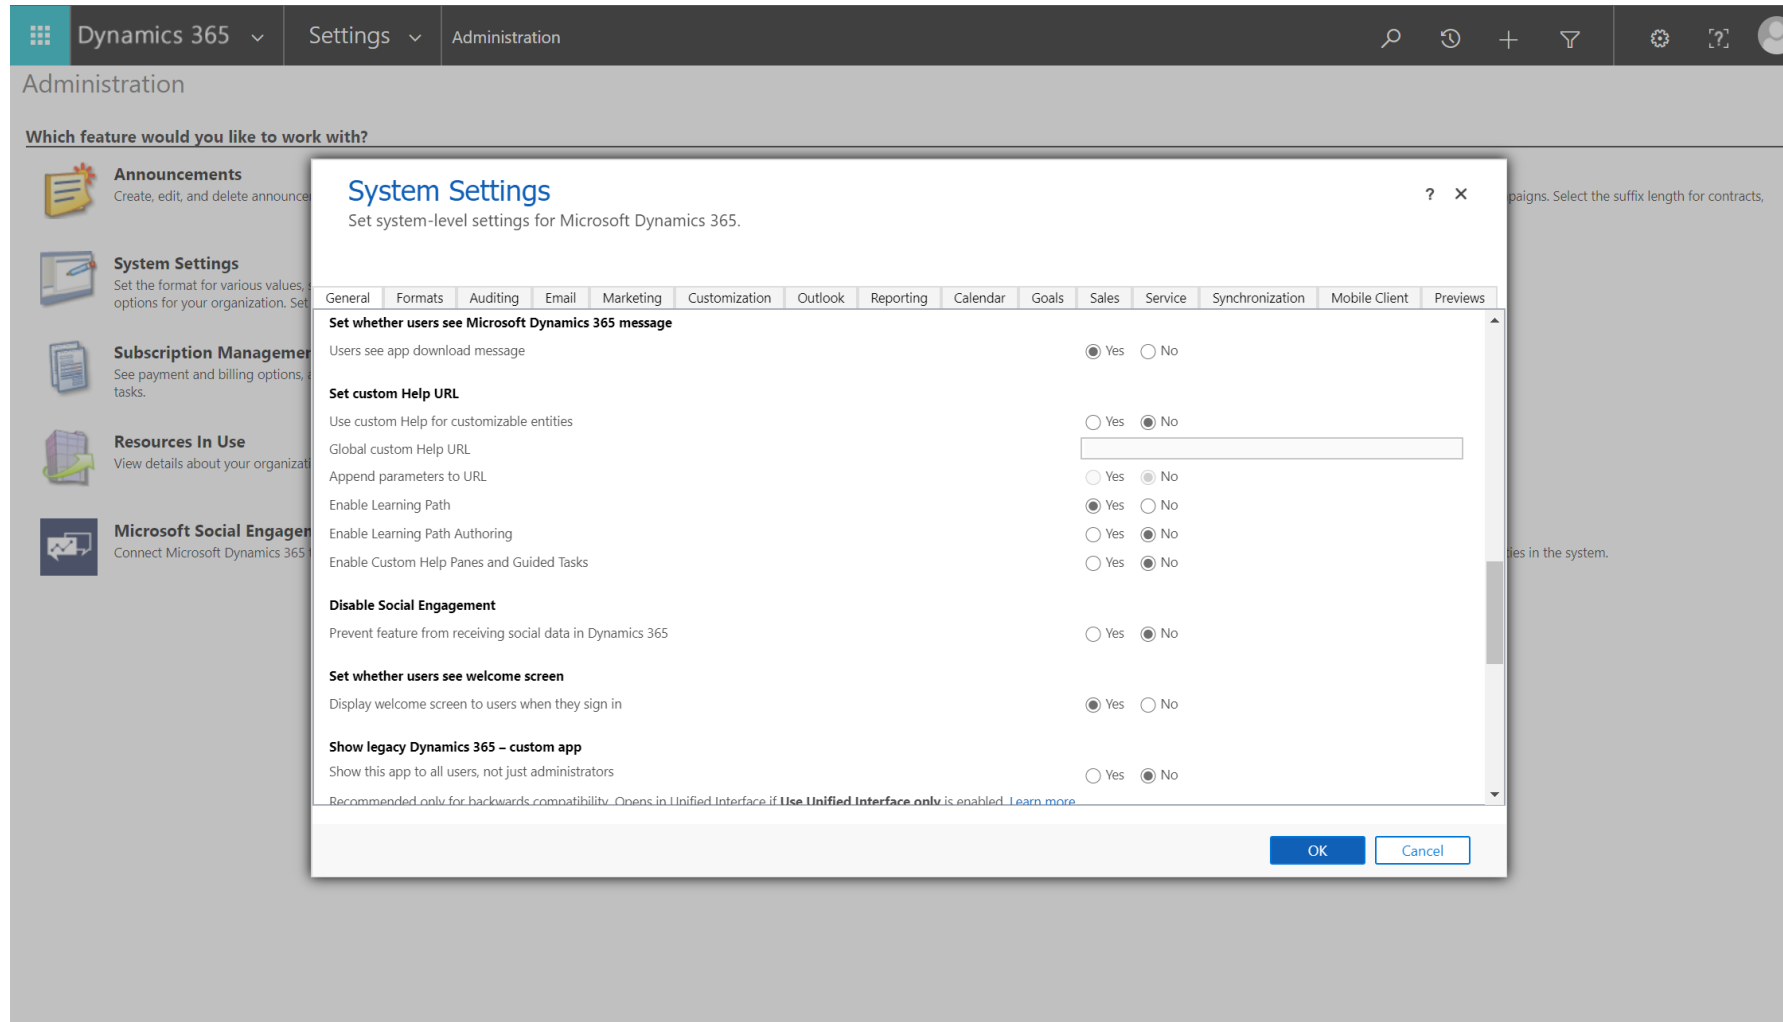 Dynamics 365 Settings Administration
Administration
Which feature would you like to work with?
Announcements
Create, edit, and delete announce
paigns. Select the suffix length for contracts,
System Settings
Set the format for various values,
options for your organization. Set
Subscription Managemen
See payment and billing options,
tasks.
Resources In Use
View details about your organizati
Microsoft Social Engagen
Connect Microsoft Dynamics 365
ies in the system.
System Settings
? X
Set system-level settings for Microsoft Dynamics 365.
General Formats Auditing Email Marketing Customization Outlook Reporting Calendar Goals Sales Service Synchronization Mobile Client Previews
Set whether users see Microsoft Dynamics 365 message
Users see app download message Yes No
Set custom Help URL
Use custom Help for customizable entities Yes No
Global custom Help URL
Append parameters to URL Yes No
Enable Learning Path Yes No
Enable Learning Path Authoring Yes No
Enable Custom Help Panes and Guided Tasks Yes No
Disable Social Engagement
Prevent feature from receiving social data in Dynamics 365 Yes No
Set whether users see welcome screen
Display welcome screen to users when they sign in Yes No
Show legacy Dynamics 365 – custom app
Show this app to all users, not just administrators Yes No
Recommended only for backwards compatibility. Opens in Unified Interface if Use Unified Interface only is enabled. Learn more
OK Cancel